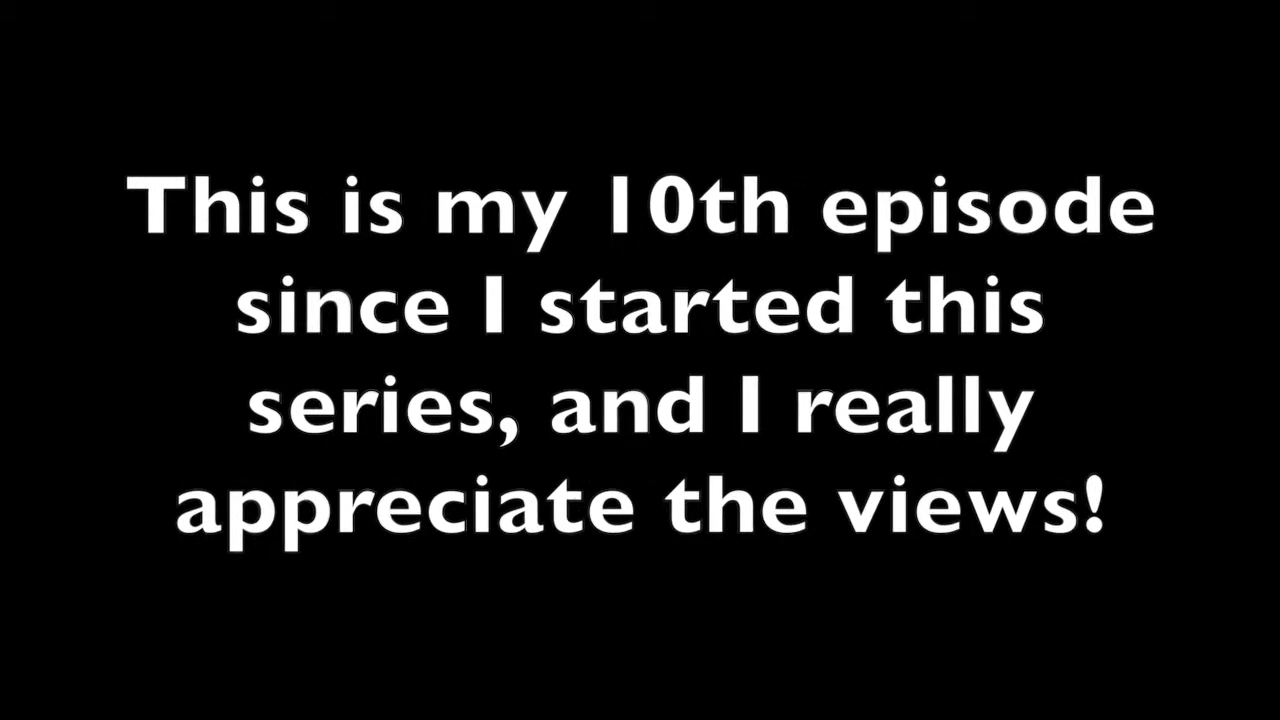 This is my 10th episode
since I started this
series, and I really
appreciate the views!